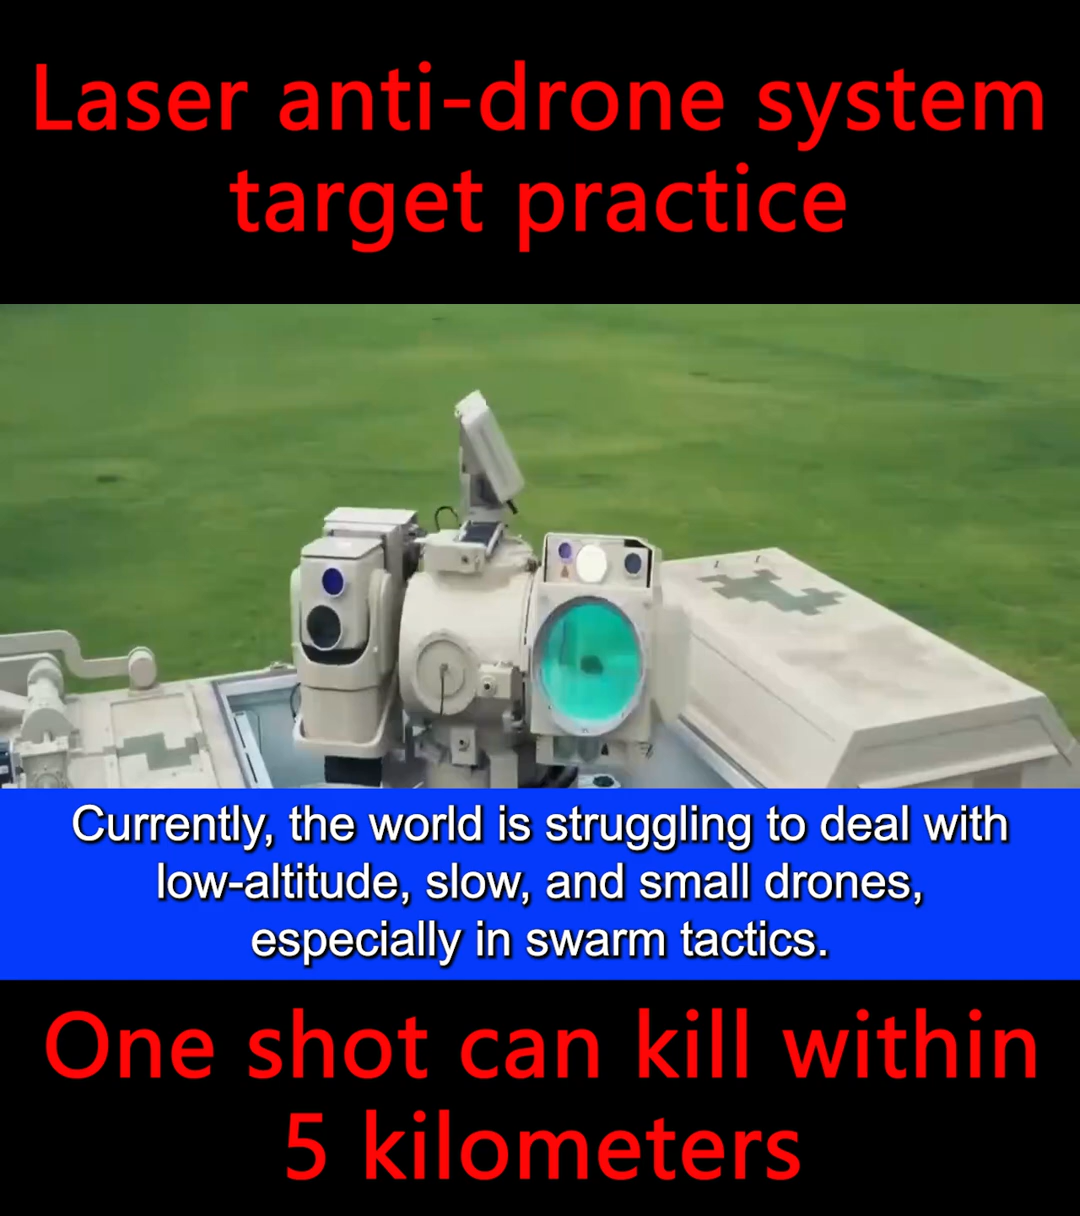 Laser anti-drone system
target practice
Currently, the world is struggling to deal with
low-altitude, slow, and small drones,
especially in swarm tactics.
One shot can kill within
5 kilometers